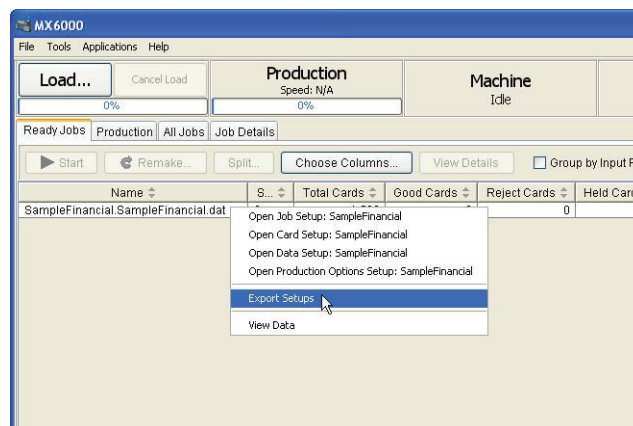 MX6000
File Tools Applications Help
Load... Cancel Load Production Machine
Speed: N/A Idle
0% 0%
Ready Jobs Production All Jobs Job Details
Start Remake... Split... Choose Columns... View Details Group by Input
Name S... Total Cards Good Cards Reject Cards Held
SampleFinancial.SampleFinancial.dat 0
Open Job Setup: SampleFinancial
Open Card Setup: SampleFinancial
Open Data Setup: SampleFinancial
Open Production Options Setup: SampleFinancial
Export Setups
View Data